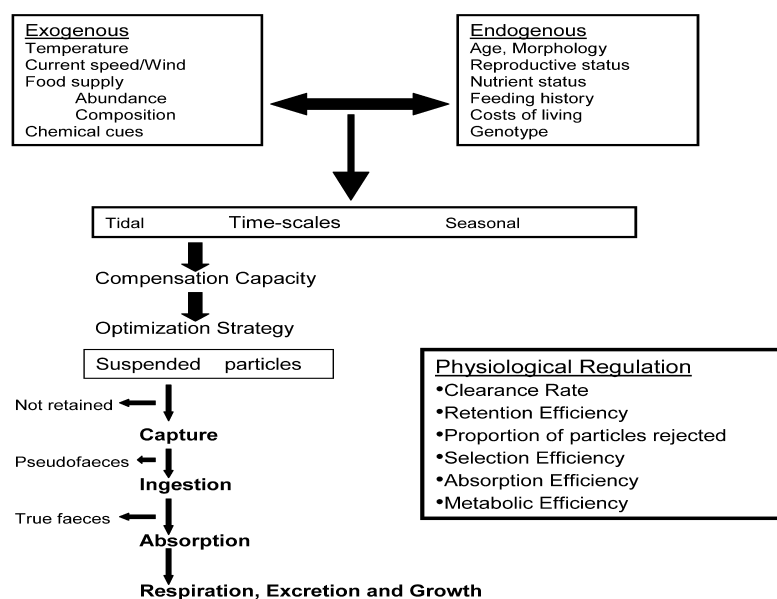 Exogenous
Temperature
Current speed/Wind
Food supply
Abundance
Composition
Chemical cues
Endogenous
Age, Morphology
Reproductive status
Nutrient status
Feeding history
Costs of living
Genotype
Tidal Time-scales Seasonal
Compensation Capacity
Optimization Strategy
Suspended particles
Not retained
Capture
Pseudofaeces
Ingestion
True faeces
Absorption
Respiration, Excretion and Growth
Physiological Regulation
•Clearance Rate
•Retention Efficiency
•Proportion of particles rejected
•Selection Efficiency
•Absorption Efficiency
•Metabolic Efficiency